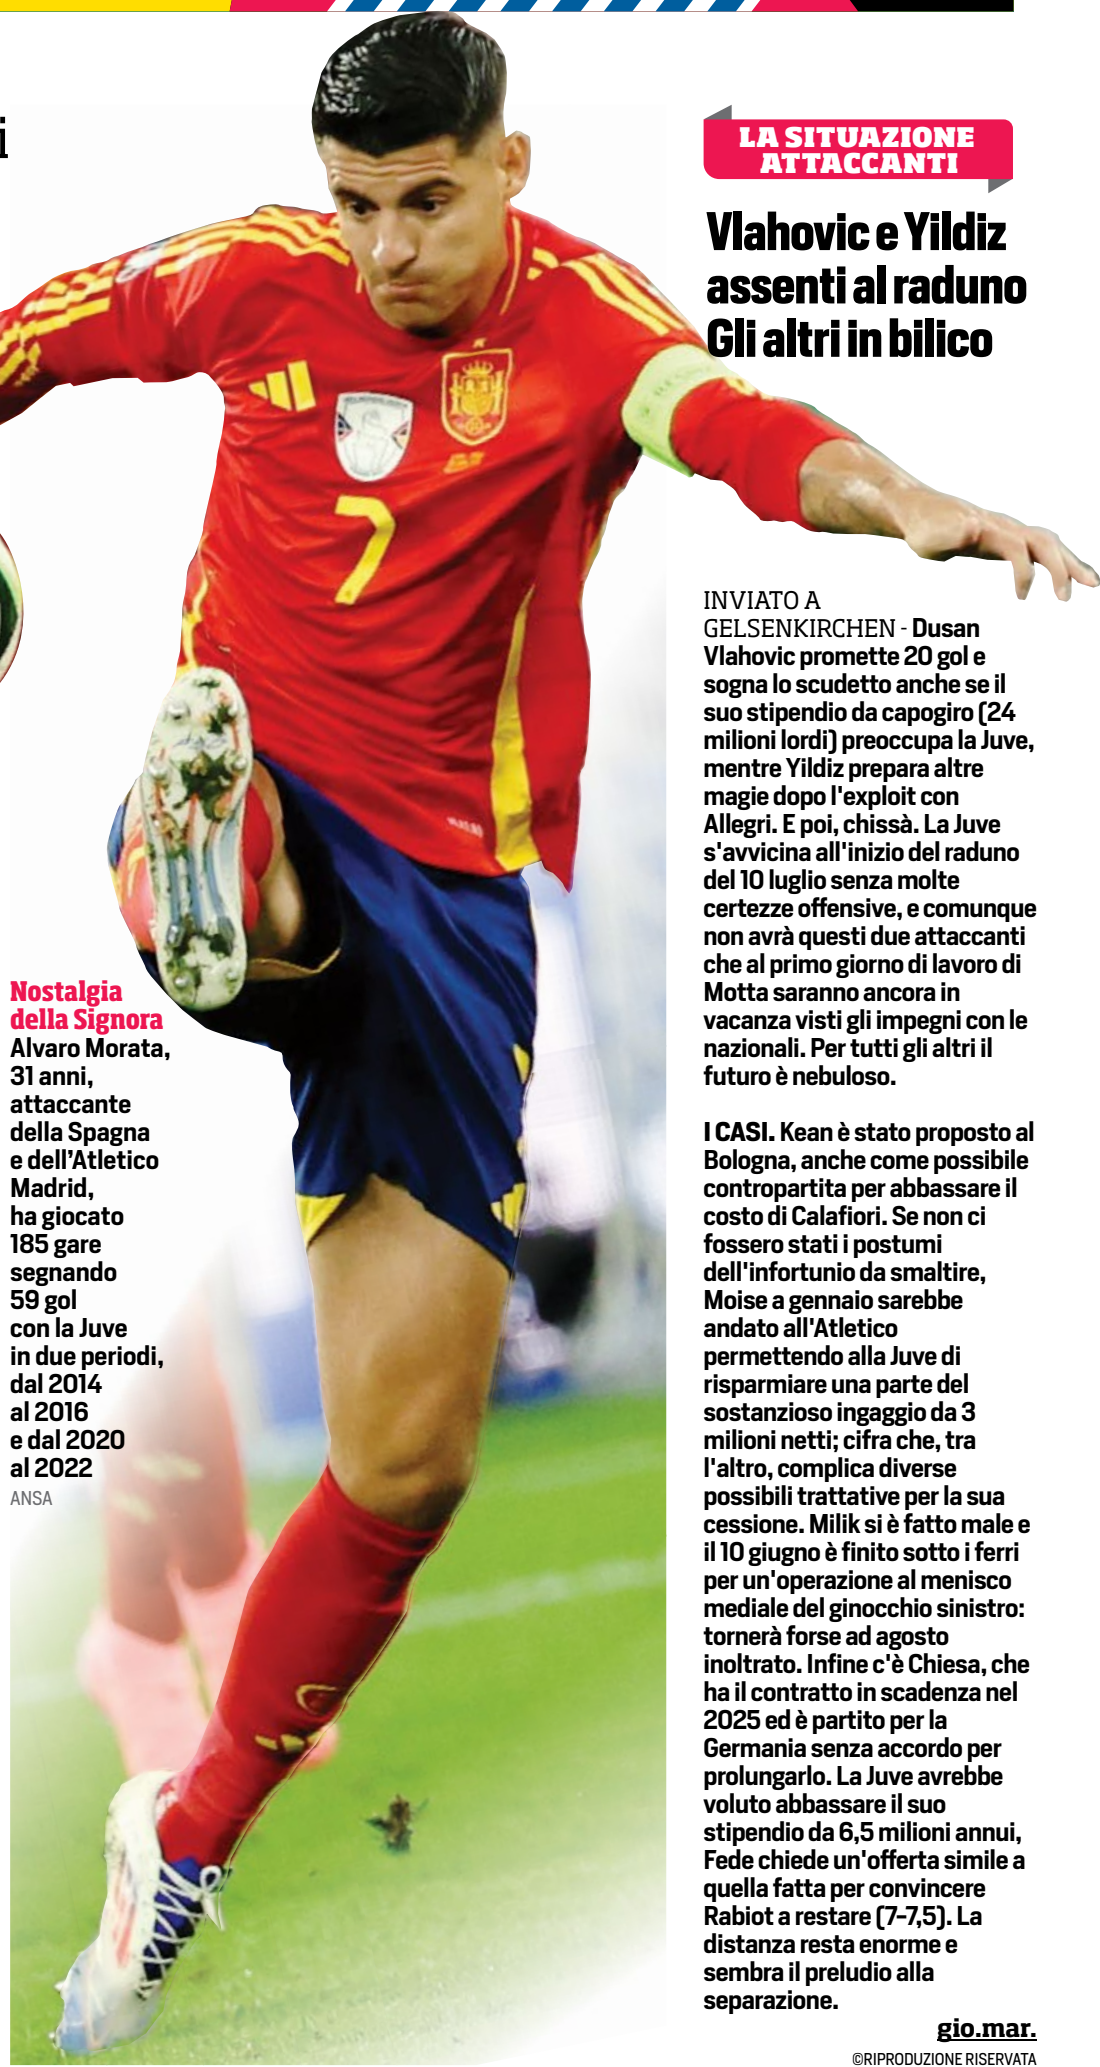 i
LA SITUAZIONE
ATTACCANTI
Vlahovic e Yildiz
assenti al raduno
Gli altri in bilico
7
INVIATO A
GELSENKIRCHEN - Dusan
Vlahovic promette 20 gol e
sogna lo scudetto anche se il
suo stipendio da capogiro (24
milioni lordi) preoccupa la Juve,
mentre Yildiz prepara altre
magie dopo l'exploit con
Allegri. E poi, chissà. La Juve
s'avvicina all'inizio del raduno
del 10 luglio senza molte
certezze offensive, e comunque
non avrà questi due attaccanti
che al primo giorno di lavoro di
Motta saranno ancora in
vacanza visti gli impegni con le
nazionali. Per tutti gli altri il
futuro è nebuloso.
I CASI. Kean è stato proposto al
Bologna, anche come possibile
contropartita per abbassare il
costo di Calafiori. Se non ci
fossero stati i postumi
dell'infortunio da smaltire,
Moise a gennaio sarebbe
andato all'Atletico
permettendo alla Juve di
risparmiare una parte del
sostanzioso ingaggio da 3
milioni netti; cifra che, tra
l'altro, complica diverse
possibili trattative per la sua
cessione. Milik si è fatto male e
il 10 giugno è finito sotto i ferri
per un'operazione al menisco
mediale del ginocchio sinistro:
tornerà forse ad agosto
inoltrato. Infine c'è Chiesa, che
ha il contratto in scadenza nel
2025 ed è partito per la
Germania senza accordo per
prolungarlo. La Juve avrebbe
voluto abbassare il suo
stipendio da 6,5 milioni annui,
Fede chiede un'offerta simile a
quella fatta per convincere
Rabiot a restare (7-7,5). La
distanza resta enorme e
sembra il preludio alla
separazione.
gio.mar.
©RIPRODUZIONE RISERVATA
Nostalgia
della Signora
Alvaro Morata,
31 anni,
attaccante
della Spagna
e dell'Atletico
Madrid,
ha giocato
185 gare
segnando
59 gol
con la Juve
in due periodi,
dal 2014
al 2016
e dal 2020
al 2022
ANSA